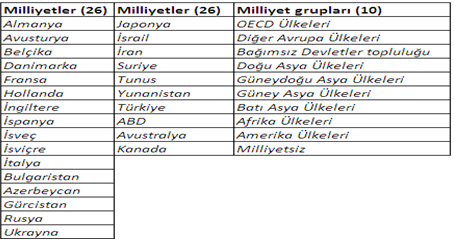 Milliyetler (26) Milliyetler (26) Milliyet grupları (10)
Almanya Japonya OECD Ülkeleri
Avusturya İsrail Diğer Avrupa Ülkeleri
Belçika İran Bağımsız Devletler topluluğu
Danimarka Suriye Doğu Asya Ülkeleri
Fransa Tunus Güneydoğu Asya Ülkeleri
Hollanda Yunanistan Güney Asya Ülkeleri
İngiltere Türkiye Batı Asya Ülkeleri
İspanya ABD Afrika Ülkeleri
İsveç Avustralya Amerika Ülkeleri
İsviçre Kanada Milliyetsiz
İtalya
Bulgaristan
Azerbeycan
Gürcistan
Rusya
Ukrayna